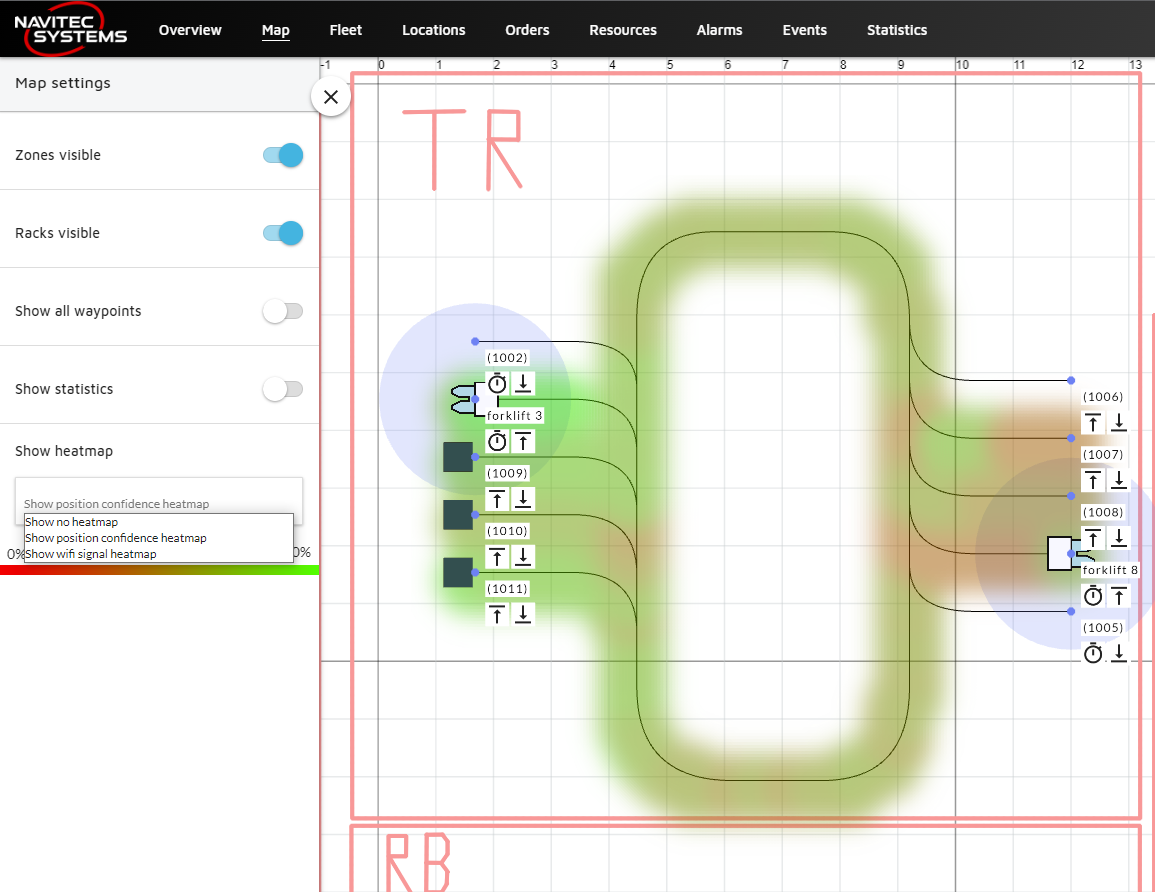 NAVITEC
SYSTEMS
Overview Map Fleet Locations Orders Resources Alarms Events Statistics
Map settings
Zones visible
Racks visible
Show all waypoints
Show statistics
Show heatmap
Show position confidence heatmap
Show no heatmap
Show position confidence heatmap
Show wifi signal heatmap
0% 0%
-1 0 1 2 3 4 5 6 7 8 9 10 11 12 13
TR
(1002)
forklift 3
(1009)
(1010)
(1011)
(1006)
(1007)
(1008)
forklift 8
(1005)
RB